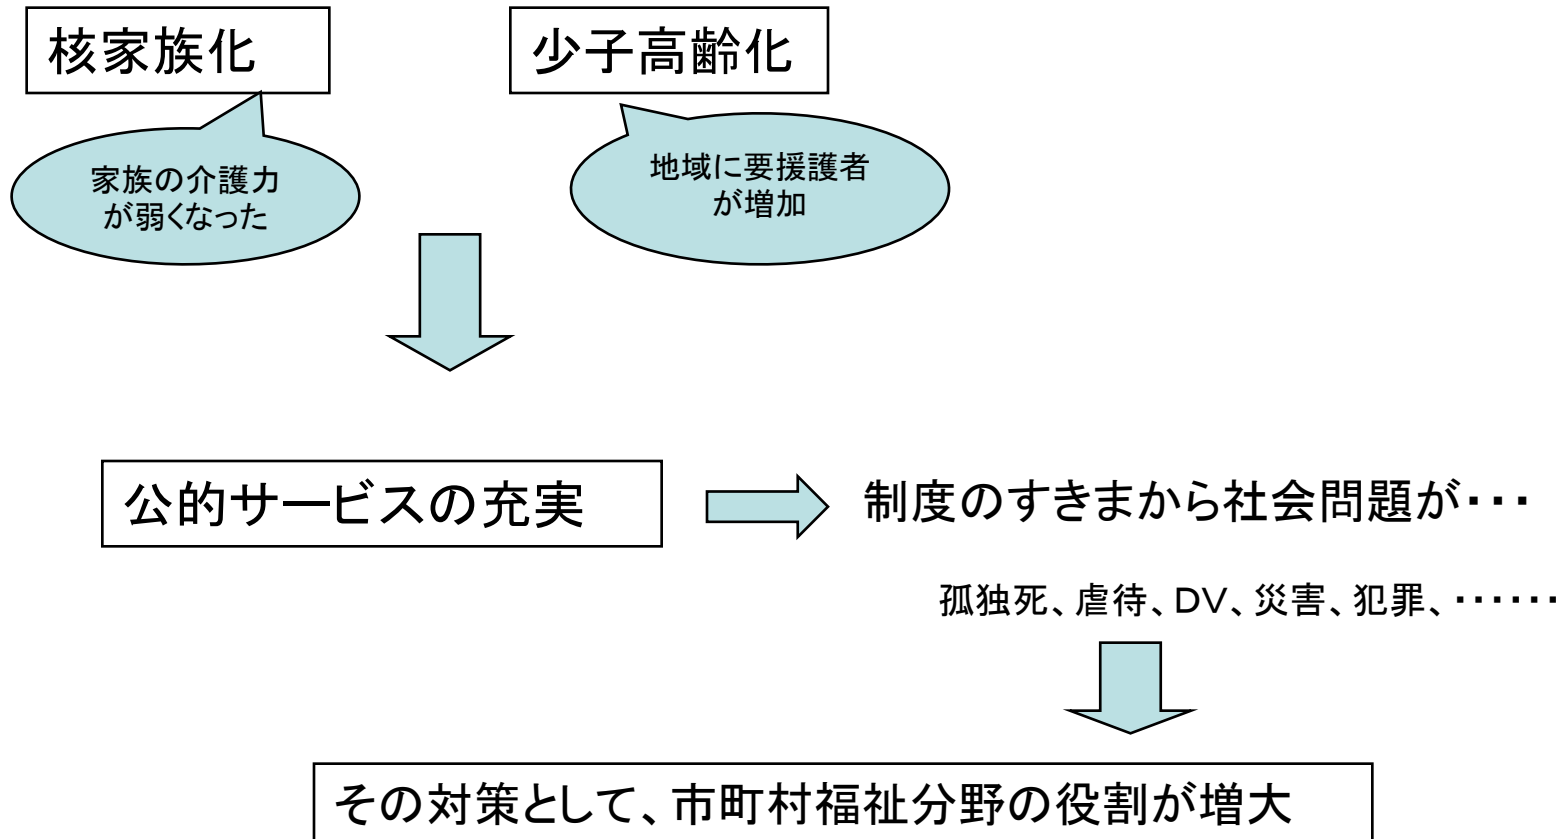 核家族化
少子高齢化
家族の介護力
が弱くなった
地域に要援護者
が増加
公的サービスの充実
制度のすきまから社会問題が・・・
孤独死、虐待、DV、災害、犯罪、・・・・・・
その対策として、市町村福祉分野の役割が増大